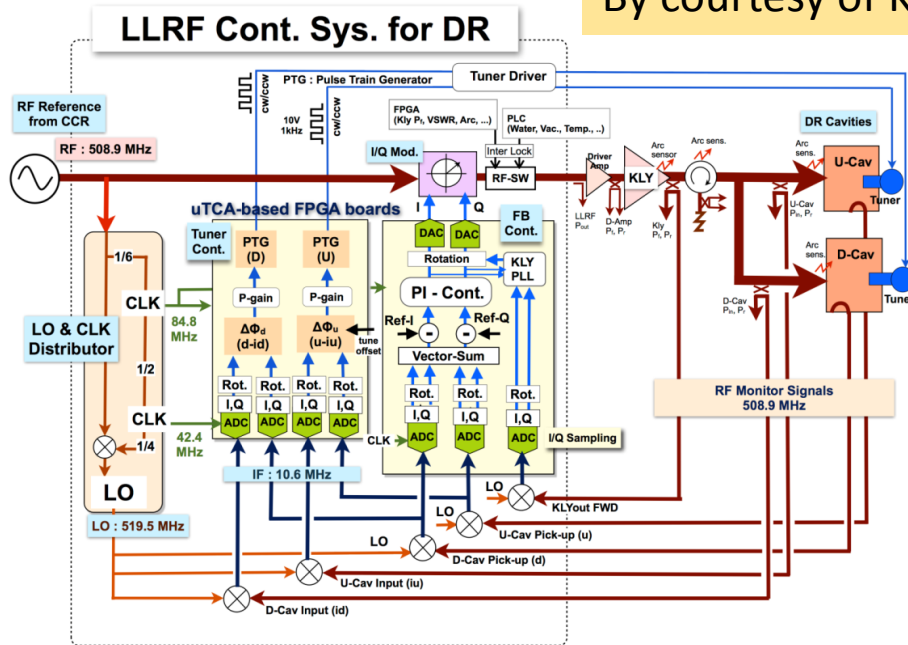 By courtesy of K
LLRF Cont. Sys. for DR
RF Reference
from CCR
RF : 508.9 MHz
PTG : Pulse Train Generator
Tuner Driver
cw/ccw
10V
1kHz
cw/ccw
FPGA
(Kly Pf, VSWR, Arc, ...)
PLC
(Water, Vac., Temp., ..)
Inter Lock
I/Q Mod.
RF-SW
Driver
Amp
KLY
Arc
sensor
Arc sens.
Arc
sens.
DR Cavities
U-Cav
Tuner
LLRF
Pout
D-Amp
Pf, Pr
Kly
Pf, Pr
U-Cav
Pin, Pr
Arc
sens.
D-Cav
Tune
D-Cav
Pin, Pr
uTCA-based FPGA boards
I
Q
Tuner
Cont.
PTG
(D)
PTG
(U)
P-gain
P-gain
ΔΦd
(d-id)
ΔΦu
(u-iu)
tune
offset
Rot.
Rot.
Rot.
Rot.
I,Q
I,Q
I,Q
I,Q
ADC
ADC
ADC
ADC
FB
Cont.
DAC
DAC
Rotation
KLY
PLL
PI - Cont.
Ref-I
-
-
Ref-Q
Vector-Sum
Rot.
Rot.
Rot.
I,Q
I,Q
I,Q
ADC
ADC
ADC
CLK
I/Q Sampling
1/6
CLK
84.8
MHz
LO & CLK
Distributor
1/2
CLK
42.4
MHz
1/4
LO
LO : 519.5 MHz
IF : 10.6 MHz
RF Monitor Signals
508.9 MHz
LO
KLYout FWD
LO
U-Cav Pick-up (u)
LO
D-Cav Pick-up (d)
U-Cav Input (iu)
D-Cav Input (id)